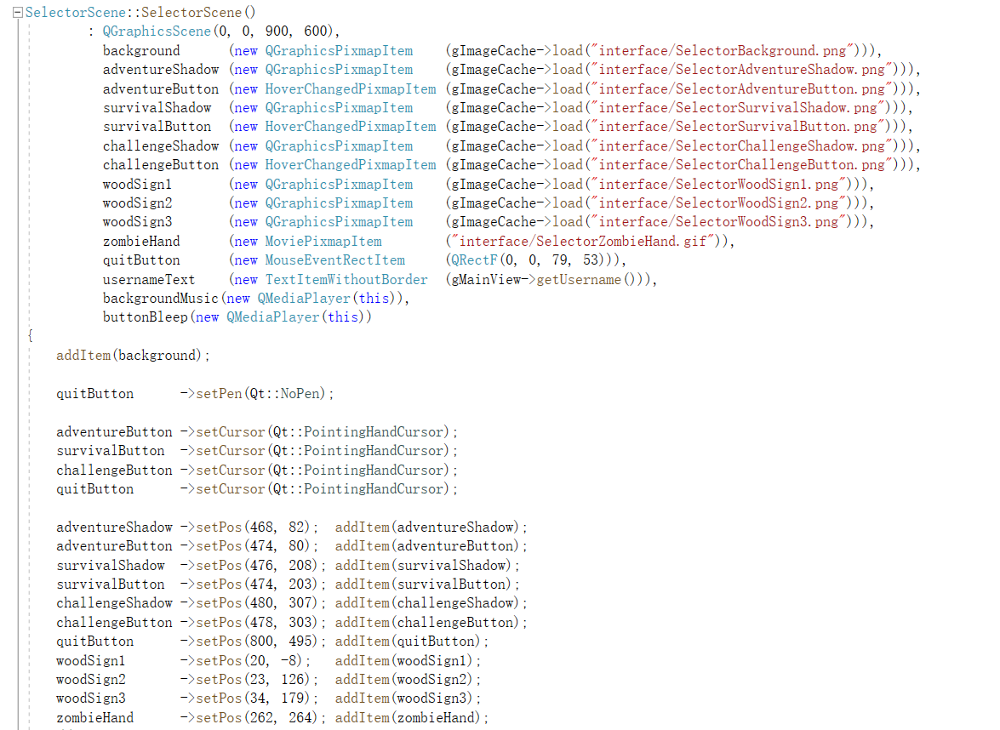 SelectorScene::SelectorScene()
: QGraphicsScene(0, 0, 900, 600),
background (new QGraphicsPixmapItem (gImageCache->load("interface/SelectorBackground.png"))),
adventureShadow (new QGraphicsPixmapItem (gImageCache->load("interface/SelectorAdventureShadow.png"))),
adventureButton (new HoverChangedPixmapItem (gImageCache->load("interface/SelectorAdventureButton.png"))),
survivalShadow (new QGraphicsPixmapItem (gImageCache->load("interface/SelectorSurvivalShadow.png"))),
survivalButton (new HoverChangedPixmapItem (gImageCache->load("interface/SelectorSurvivalButton.png"))),
challengeShadow (new QGraphicsPixmapItem (gImageCache->load("interface/SelectorChallengeShadow.png"))),
challengeButton (new HoverChangedPixmapItem (gImageCache->load("interface/SelectorChallengeButton.png"))),
woodSign1 (new QGraphicsPixmapItem (gImageCache->load("interface/SelectorWoodSign1.png"))),
woodSign2 (new QGraphicsPixmapItem (gImageCache->load("interface/SelectorWoodSign2.png"))),
woodSign3 (new QGraphicsPixmapItem (gImageCache->load("interface/SelectorWoodSign3.png"))),
zombieHand (new MoviePixmapItem ("interface/SelectorZombieHand.gif")),
quitButton (new MouseEventRectItem (QRectF(0, 0, 79, 53))),
usernameText (new TextItemWithoutBorder (gMainView->getUsername())),
backgroundMusic(new QMediaPlayer(this)),
buttonBleep(new QMediaPlayer(this))
{
addItem(background);
quitButton ->setPen(Qt::NoPen);
adventureButton ->setCursor(Qt::PointingHandCursor);
survivalButton ->setCursor(Qt::PointingHandCursor);
challengeButton ->setCursor(Qt::PointingHandCursor);
quitButton ->setCursor(Qt::PointingHandCursor);
adventureShadow ->setPos(468, 82); addItem(adventureShadow);
adventureButton ->setPos(474, 80); addItem(adventureButton);
survivalShadow ->setPos(476, 208); addItem(survivalShadow);
survivalButton ->setPos(474, 203); addItem(survivalButton);
challengeShadow ->setPos(480, 307); addItem(challengeShadow);
challengeButton ->setPos(478, 303); addItem(challengeButton);
quitButton ->setPos(800, 495); addItem(quitButton);
woodSign1 ->setPos(20, -8); addItem(woodSign1);
woodSign2 ->setPos(23, 126); addItem(woodSign2);
woodSign3 ->setPos(34, 179); addItem(woodSign3);
zombieHand ->setPos(262, 264); addItem(zombieHand);